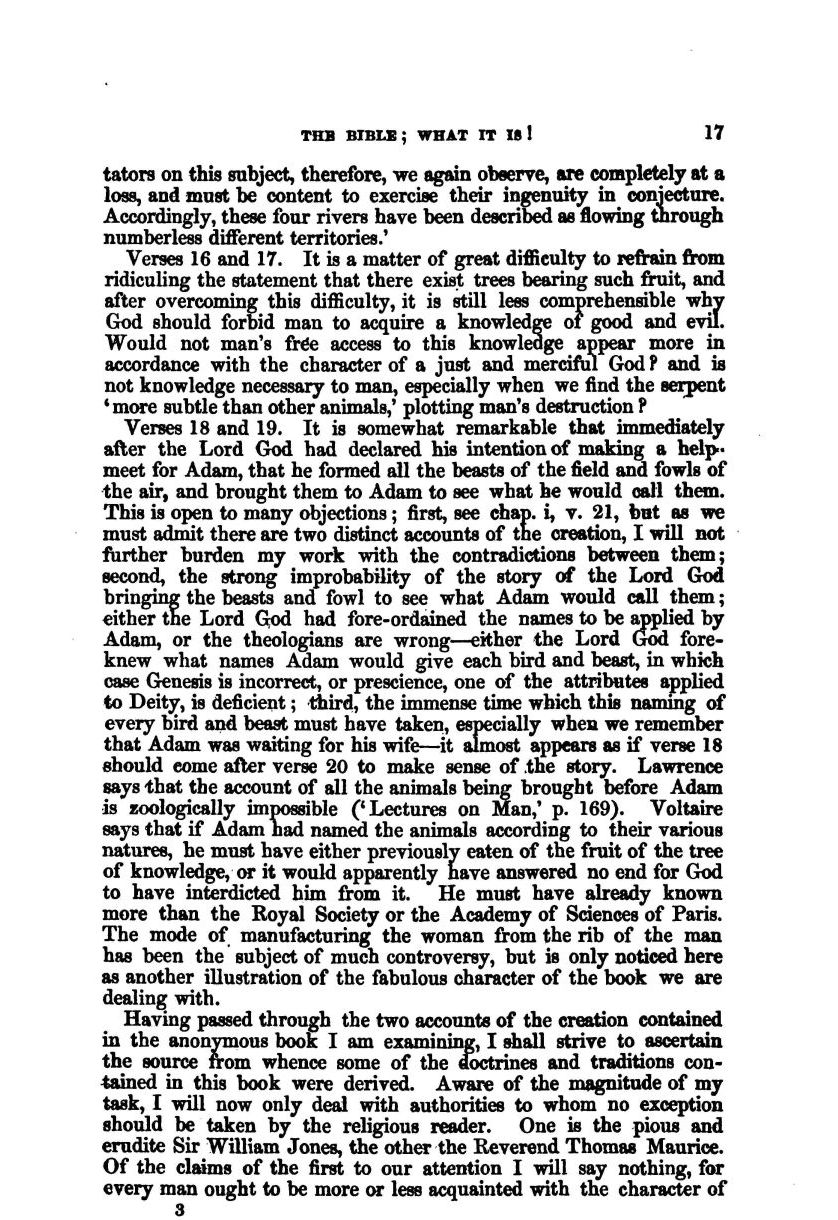 THE BIBLE; WHAT IT IS! 17
tators on this subject, therefore, we again observe, are completely at a
loss, and must be content to exercise their ingenuity in conjecture.
Accordingly, these four rivers have been described as flowing through
numberless different territories.’
Verses 16 and 17. It is a matter of great difficulty to refrain from
ridiculing the statement that there exist trees bearing such fruit, and
after overcoming this difficulty, it is still less comprehensible why
God should forbid man to acquire a knowledge of good and evil.
Would not man's free access to this knowledge appear more in
accordance with the character of a just and merciful God? and is
not knowledge necessary to man, especially when we find the serpent
‘more subtle than other animals,’ plotting man's destruction?
Verses 18 and 19. It is somewhat remarkable that immediately
after the Lord God had declared his intention of making a help-
meet for Adam, that he formed all the beasts of the field and fowls of
the air, and brought them to Adam to see what he would call them.
This is open to many objections; first, see chap. i, v. 21, but as we
must admit there are two distinct accounts of the creation, I will not
further burden my work with the contradictions between them;
second, the strong improbability of the story of the Lord God
bringing the beasts and fowl to see what Adam would call them;
either the Lord God had fore-ordained the names to be applied by
Adam, or the theologians are wrong—either the Lord God fore-
knew what names Adam would give each bird and beast, in which
case Genesis is incorrect, or prescience, one of the attributes applied
to Deity, is deficient; third, the immense time which this naming of
every bird and beast must have taken, especially when we remember
that Adam was waiting for his wife—it almost appears as if verse 18
should come after verse 20 to make sense of the story. Lawrence
says that the account of all the animals being brought before Adam
is zoologically impossible (‘Lectures on Man,’ p. 169). Voltaire
says that if Adam had named the animals according to their various
natures, he must have either previously eaten of the fruit of the tree
of knowledge, or it would apparently have answered no end for God
to have interdicted him from it. He must have already known
more than the Royal Society or the Academy of Sciences of Paris.
The mode of manufacturing the woman from the rib of the man
has been the subject of much controversy, but is only noticed here
as another illustration of the fabulous character of the book we are
dealing with.
Having passed through the two accounts of the creation contained
in the anonymous book I am examining, I shall strive to ascertain
the source from whence some of the doctrines and traditions con-
tained in this book were derived. Aware of the magnitude of my
task, I will now only deal with authorities to whom no exception
should be taken by the religious reader. One is the pious and
erudite Sir William Jones, the other the Reverend Thomas Maurice.
Of the claims of the first to our attention I will say nothing, for
every man ought to be more or less acquainted with the character of
3